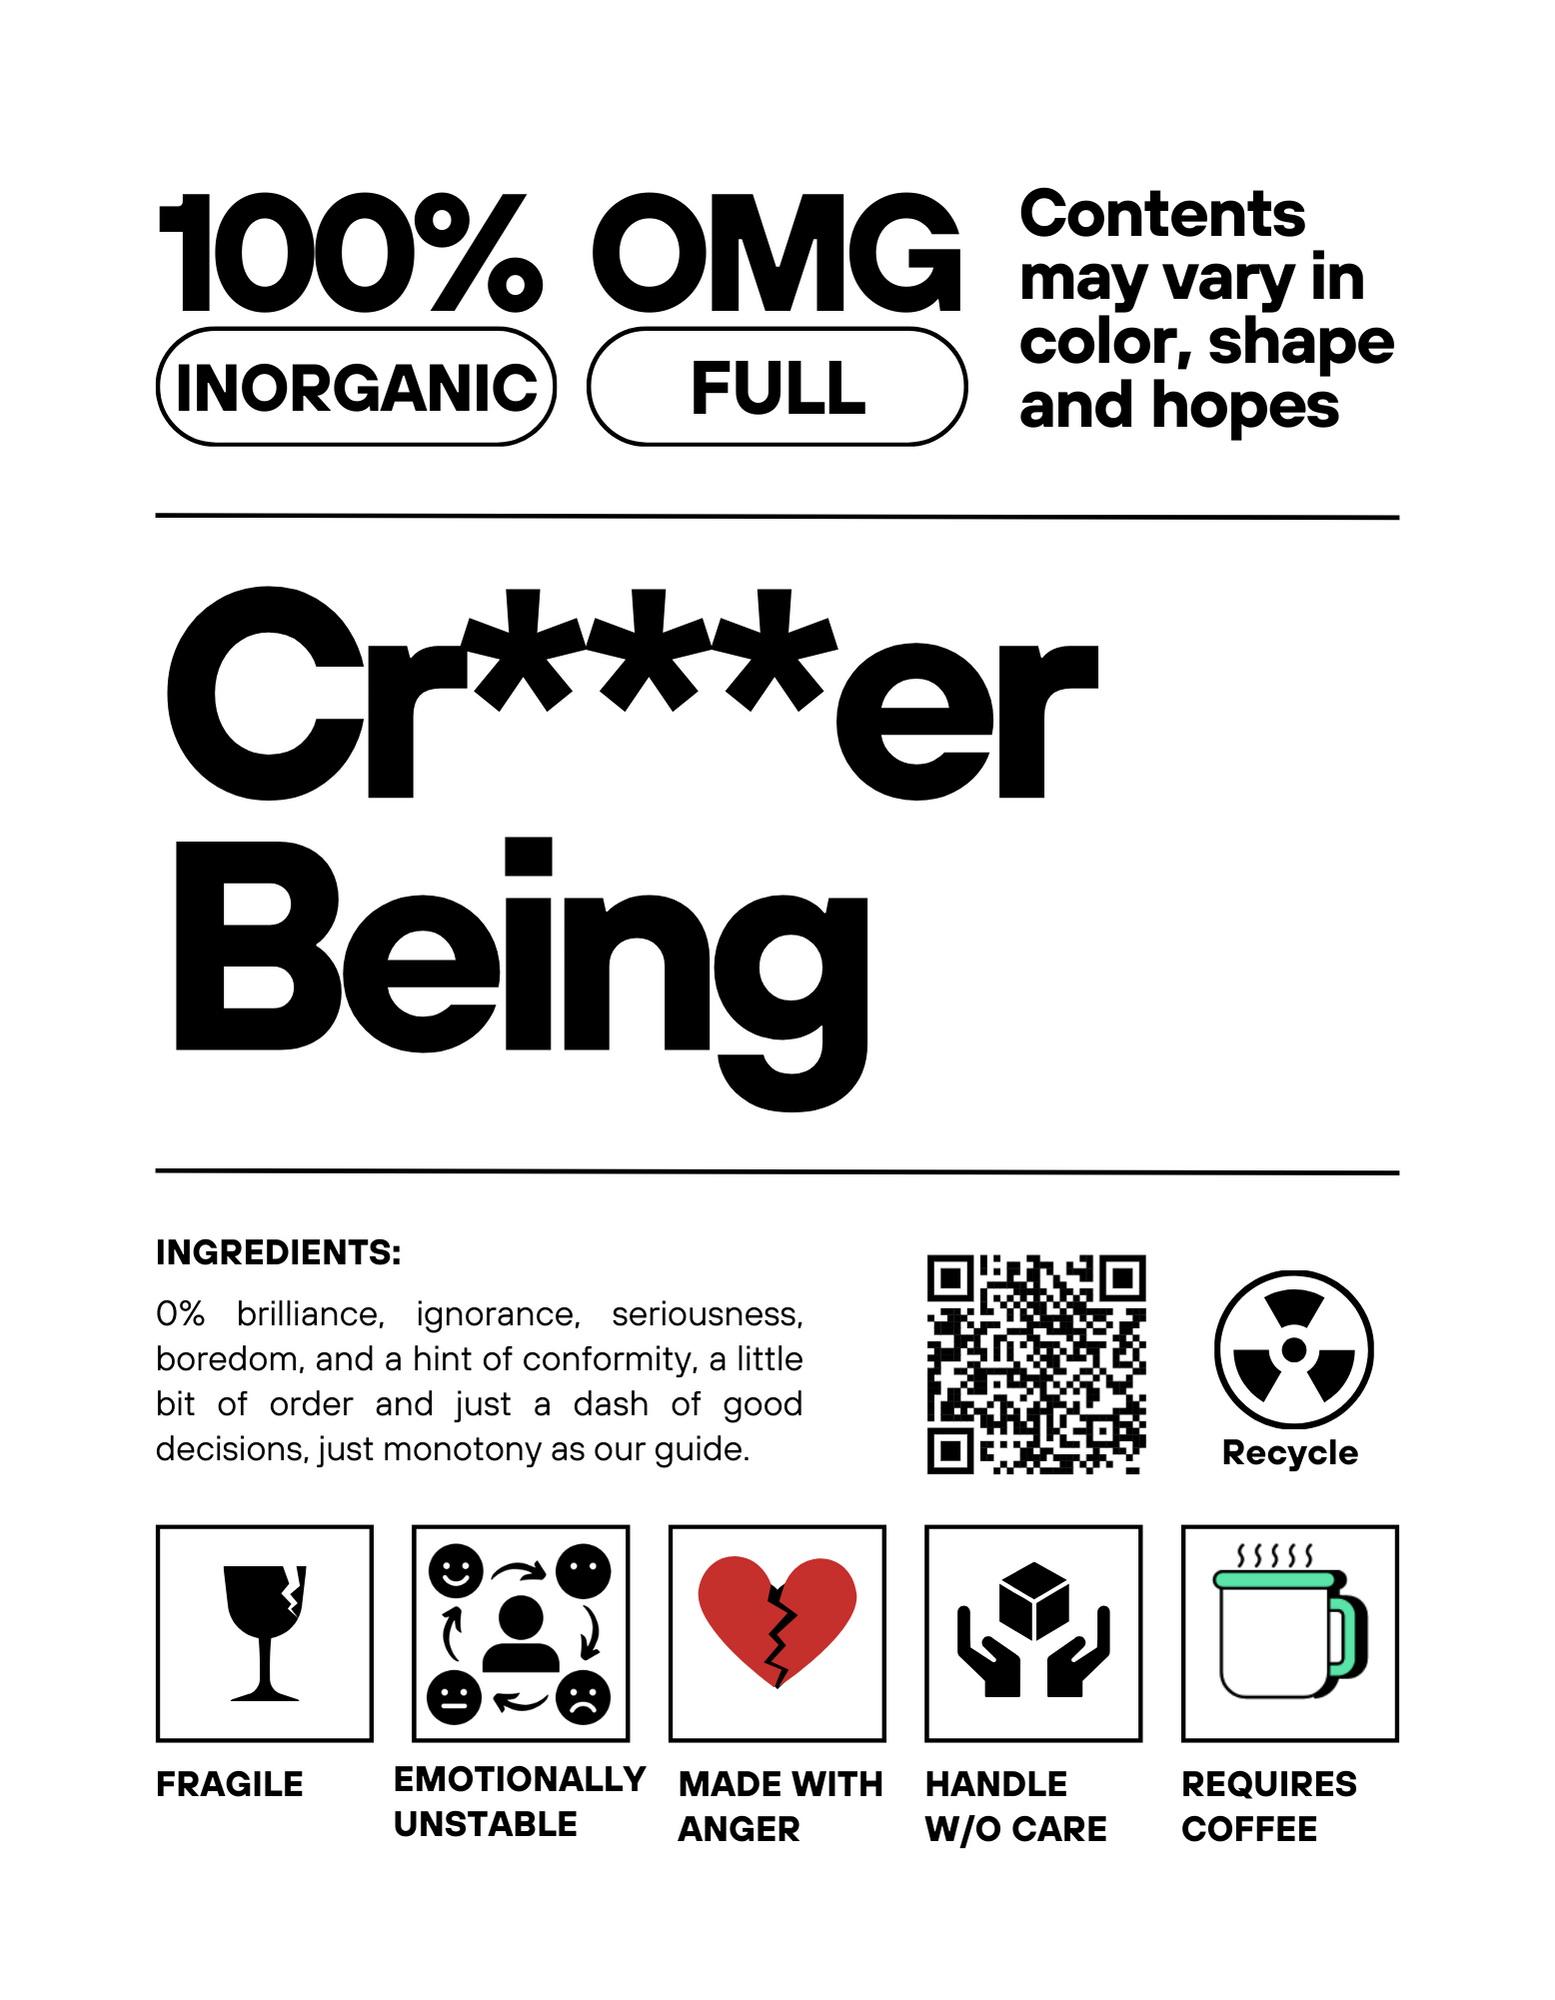 100%
INORGANIC
OMG
FULL
Contents
may vary in
color, shape
and hopes
Cr***er
Being
INGREDIENTS:
0% brilliance, ignorance, seriousness,
boredom, and a hint of conformity, a little
bit of order and just a dash of good
decisions, just monotony as our guide.
Recycle
FRAGILE
EMOTIONALLY
UNSTABLE
MADE WITH
ANGER
HANDLE
W/O CARE
REQUIRES
COFFEE